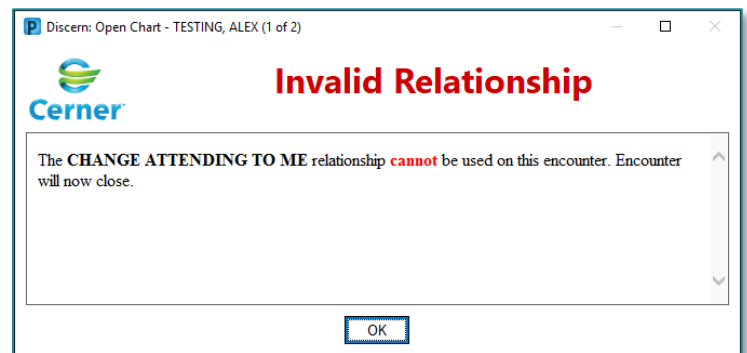 Discern: Open Chart - TESTING, ALEX (1 of 2)
Cerner
Invalid Relationship
The CHANGE ATTENDING TO ME relationship cannot be used on this encounter. Encounter
will now close.
OK